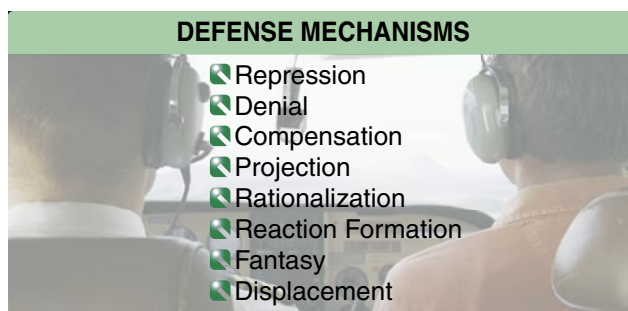 DEFENSE MECHANISMS
Repression
Denial
Compensation
Projection
Rationalization
Reaction Formation
Fantasy
Displacement